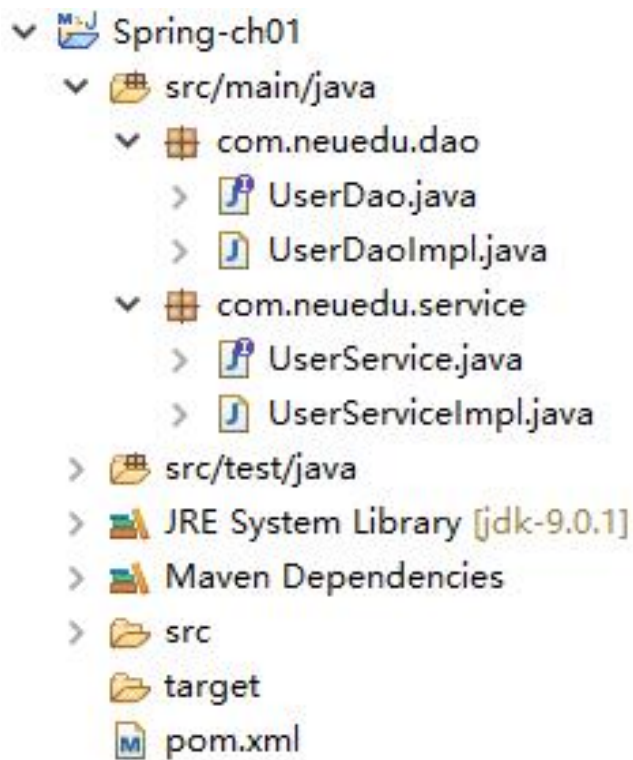 Spring-ch01
src/main/java
com.neuedu.dao
UserDao.java
UserDaoImpl.java
com.neuedu.service
UserService.java
UserServiceImpl.java
src/test/java
JRE System Library [jdk-9.0.1]
Maven Dependencies
src
target
pom.xml